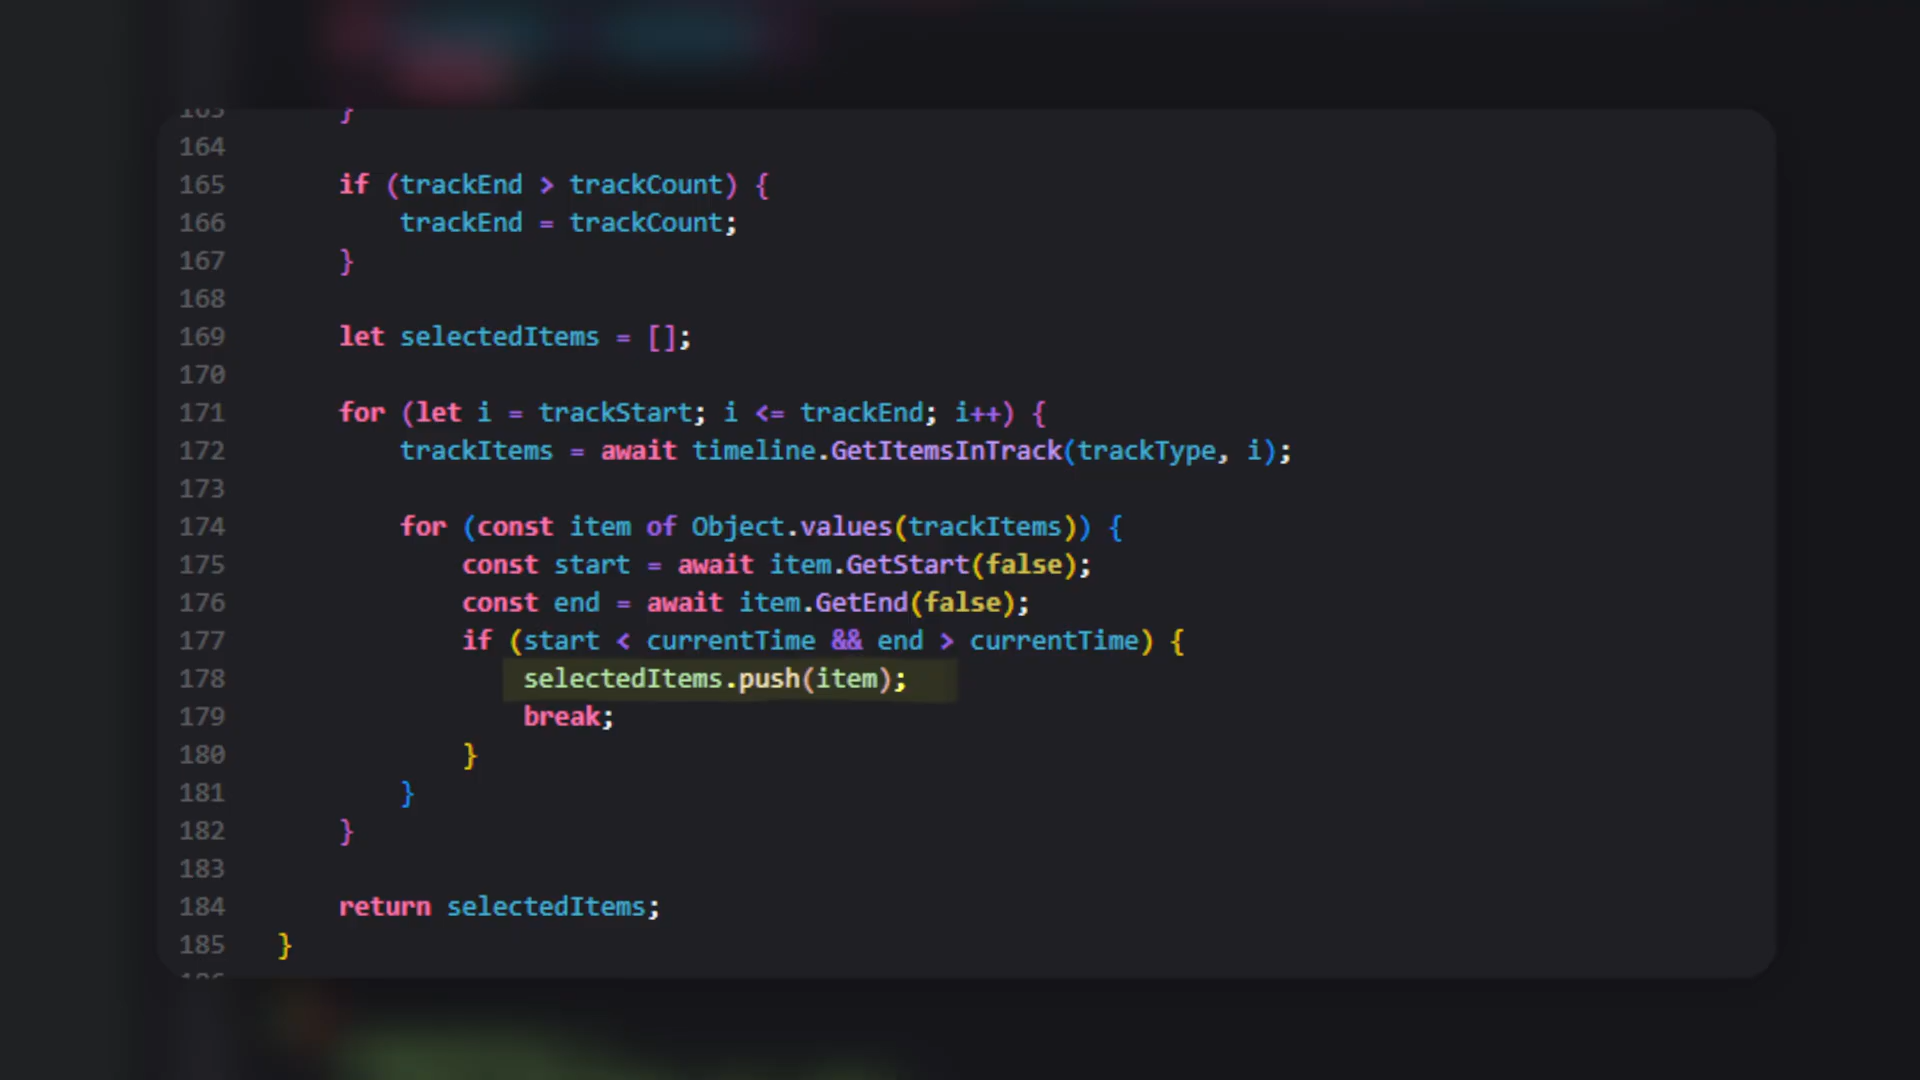 163 }
164
165 if (trackEnd > trackCount) {
166 trackEnd = trackCount;
167 }
168
169 let selectedItems = [];
170
171 for (let i = trackStart; i <= trackEnd; i++) {
172 trackItems = await timeline.GetItemsInTrack(trackType, i);
173
174 for (const item of Object.values(trackItems)) {
175 const start = await item.GetStart(false);
176 const end = await item.GetEnd(false);
177 if (start < currentTime && end > currentTime) {
178 selectedItems.push(item);
179 break;
180 }
181 }
182 }
183
184 return selectedItems;
185 }